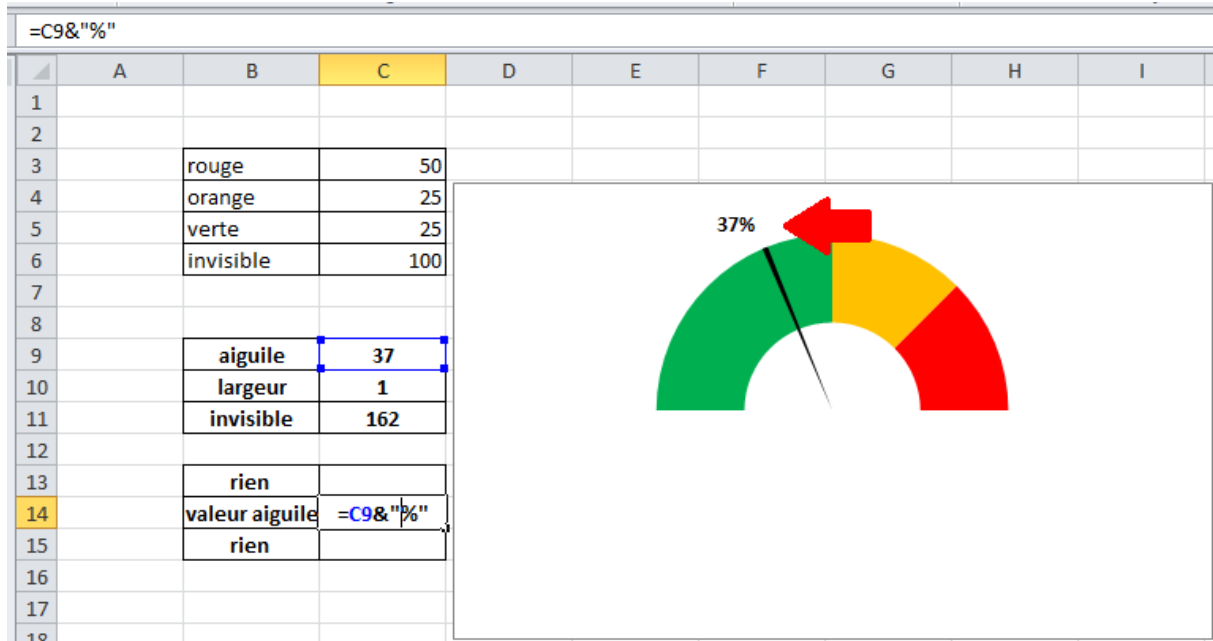 =C9&"%"
A B C D E F G H I
1
2
3 rouge 50
4 orange 25
5 verte 25 37%
6 invisible 100
7
8
9 aiguile 37
10 largeur 1
11 invisible 162
12
13 rien
14 valeur aiguile =C9&"%"
15 rien
16
17
18